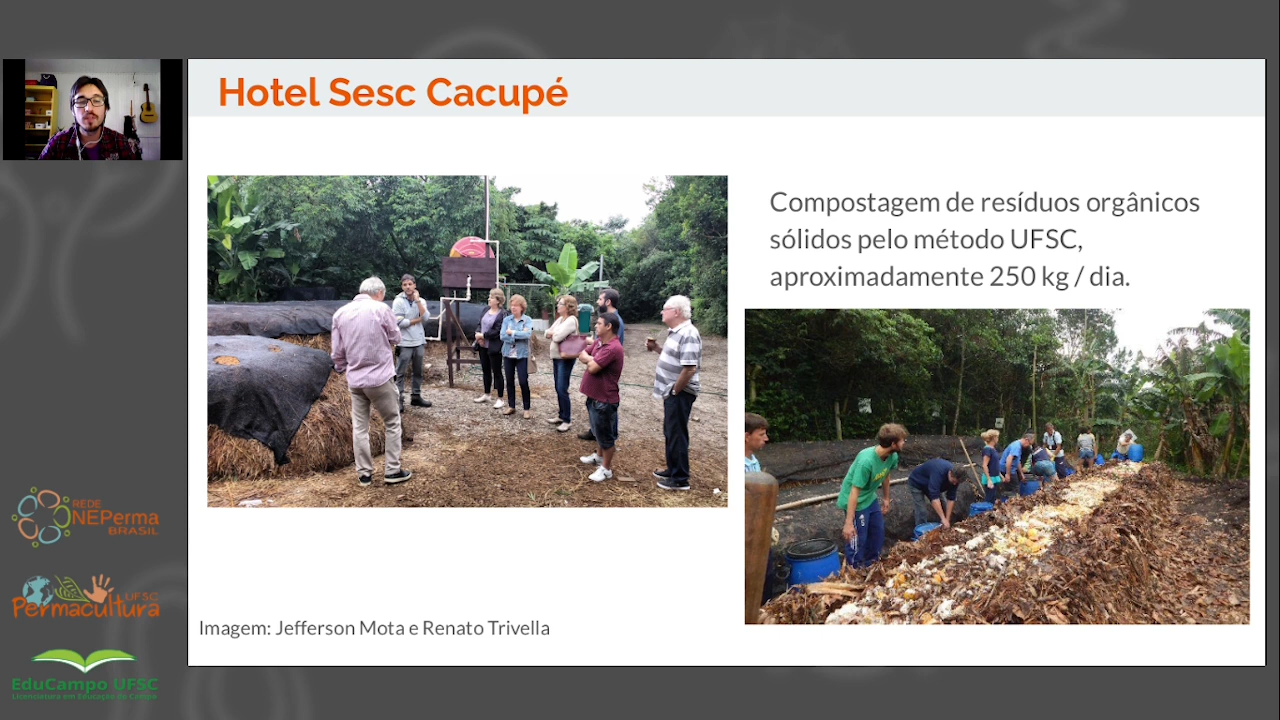 Hotel Sesc Cacupé
Compostagem de resíduos orgânicos
sólidos pelo método UFSC,
aproximadamente 250 kg / dia.
Imagem: Jefferson Mota e Renato Trivella
REDE
NEPerma
BRASIL
UFSC
Permacultura
EduCampo UFSC
Licenciatura em Educação do Campo